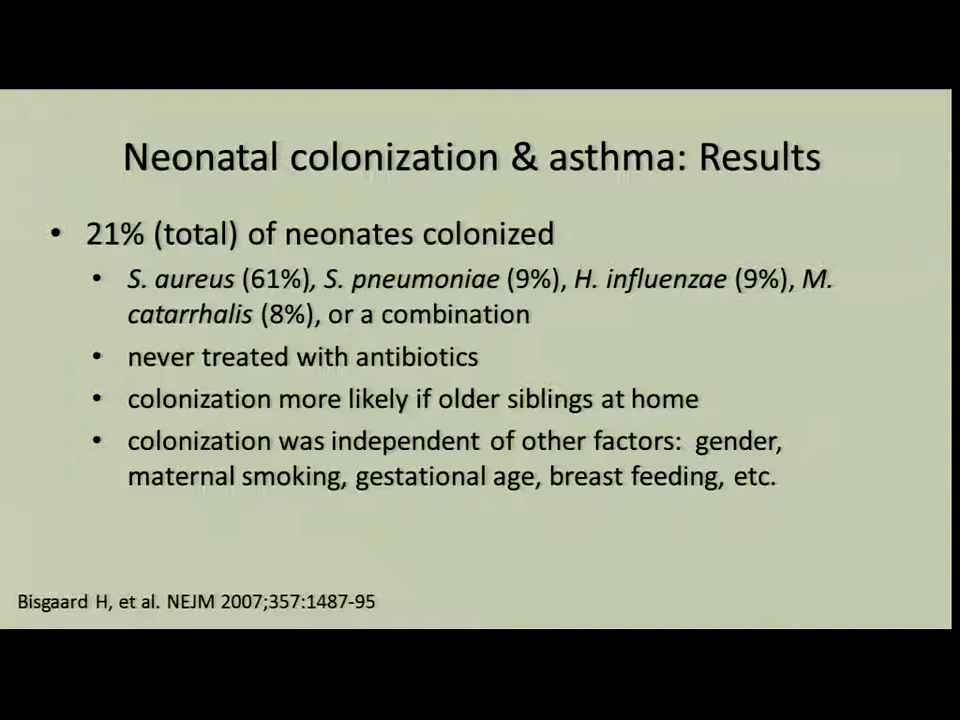 Neonatal colonization & asthma: Results
• 21% (total) of neonates colonized
• S. aureus (61%), S. pneumoniae (9%), H. influenzae (9%), M.
catarrhalis (8%), or a combination
• never treated with antibiotics
• colonization more likely if older siblings at home
• colonization was independent of other factors: gender,
maternal smoking, gestational age, breast feeding, etc.
Bisgaard H, et al. NEJM 2007;357:1487-95